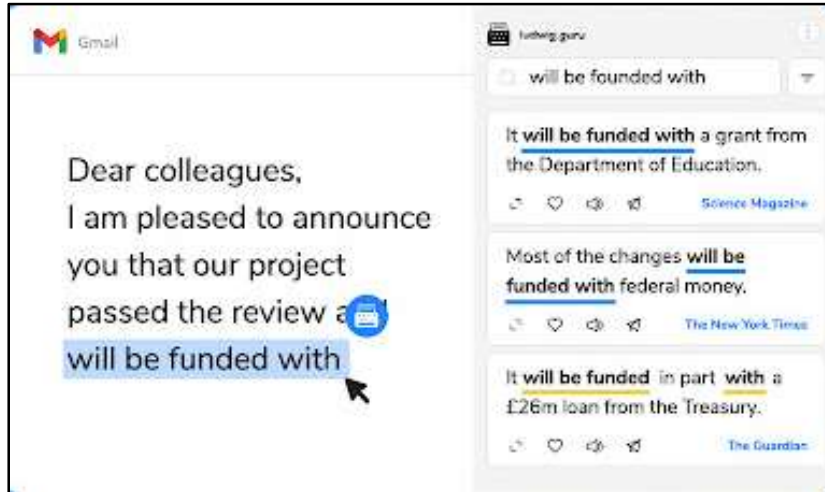 Gmail
Dear colleagues,
I am pleased to announce
you that our project
passed the review
will be funded with
ludwig.guru
will be founded with
It will be funded with a grant from
the Department of Education.
Science Magazine
Most of the changes will be
funded with federal money.
The New York Times
It will be funded in part with a
£26m loan from the Treasury.
The Guardian